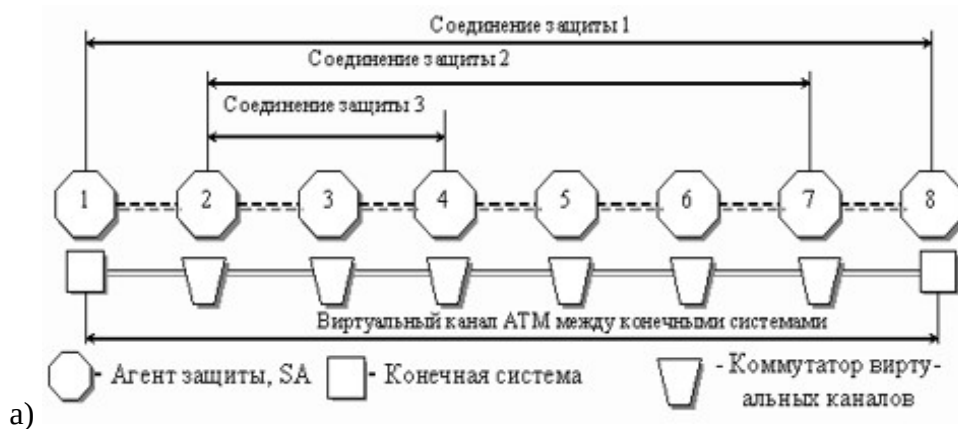 Соединение защиты 1
Соединение защиты 2
Соединение защиты 3
1 2 3 4 5 6 7 8
Виртуальный канал АТМ между конечными системами
- Агент защиты, SA - Конечная система - Коммутатор вирту-
альных каналов
а)